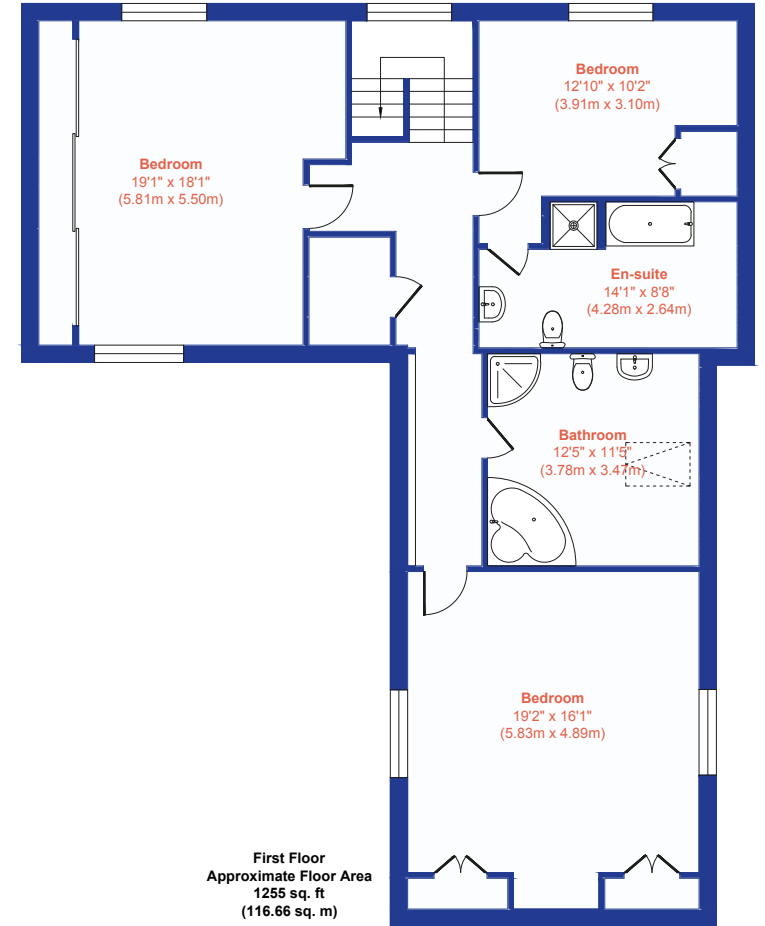 Bedroom
12'10" x 10'2"
(3.91m x 3.10m)
Bedroom
19'1" x 18'1"
(5.81m x 5.50m)
En-suite
14'1" x 8'8"
(4.28m x 2.64m)
Bathroom
12'5" x 11'5"
(3.78m x 3.47m)
Bedroom
19'2" x 16'1"
(5.83m x 4.89m)
First Floor
Approximate Floor Area
1255 sq. ft
(116.66 sq. m)